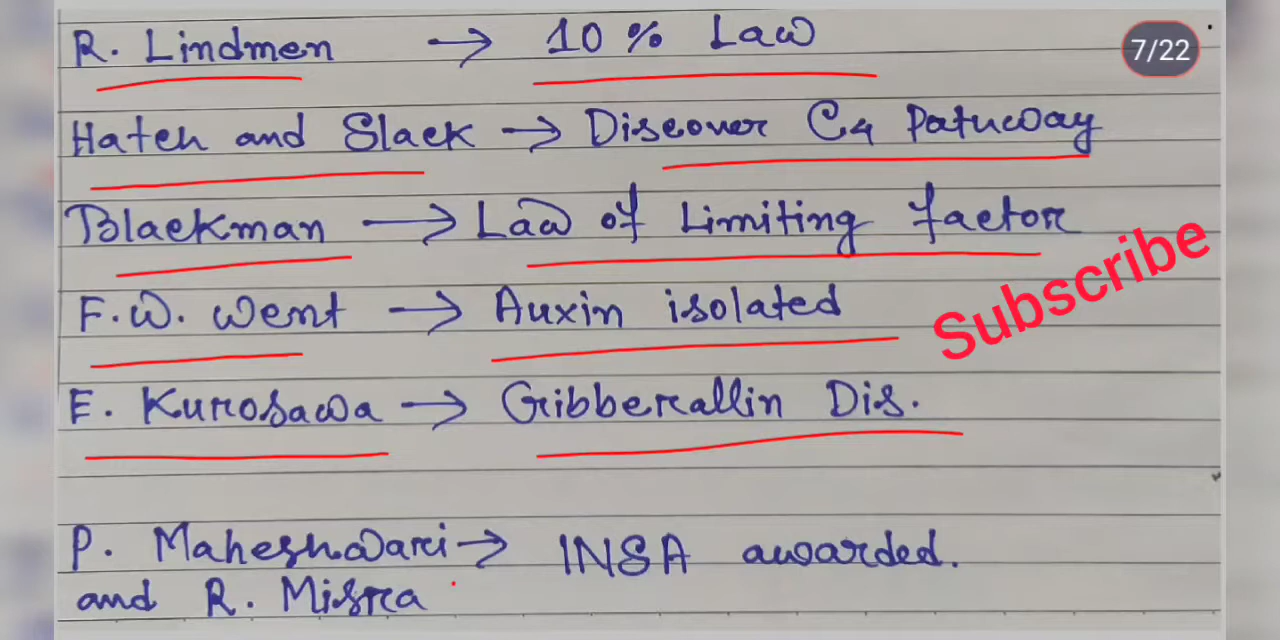 R. Lindmen → 10 % Law
7/22
Hatch and Slack → Discover C4 Pathway
Blackman → Law of Limiting factor
Subscribe
F.W. Went → Auxin isolated
E. Kurosawa → Gibberallin Dis.
P. Maheshwari → INSA awarded.
and R. Misra